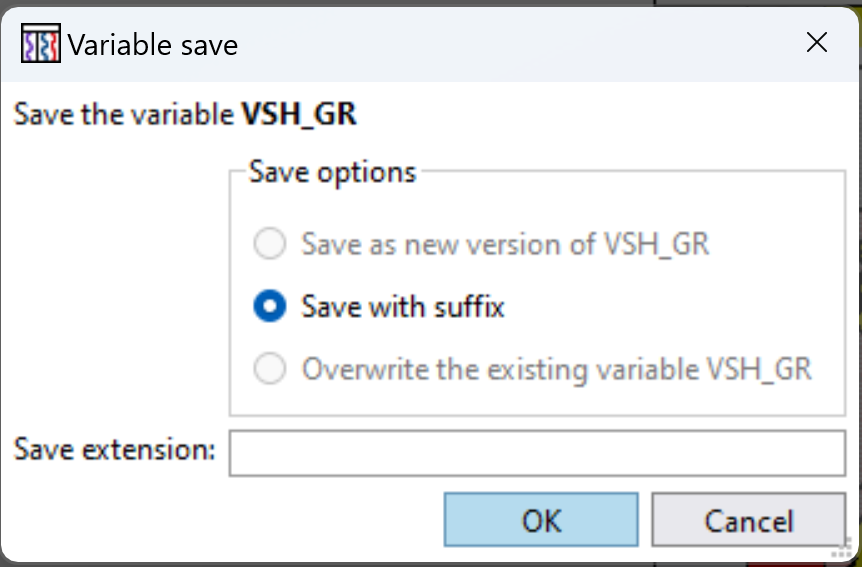 Variable save
Save the variable VSH_GR
Save options
Save as new version of VSH_GR
Save with suffix
Overwrite the existing variable VSH_GR
Save extension:
OK Cancel